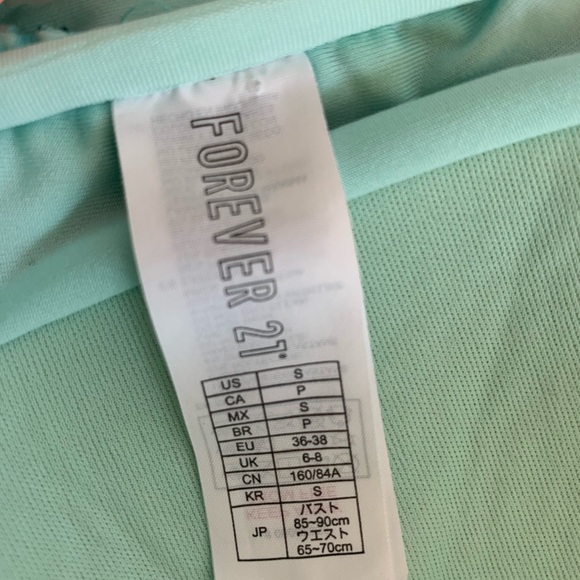 FOREVER 21
US S
CA P
MX S
BR P
EU 36-38
UK 6-8
CN 160/84A
KR S
JP バスト
85~90cm
ウエスト
65~70cm